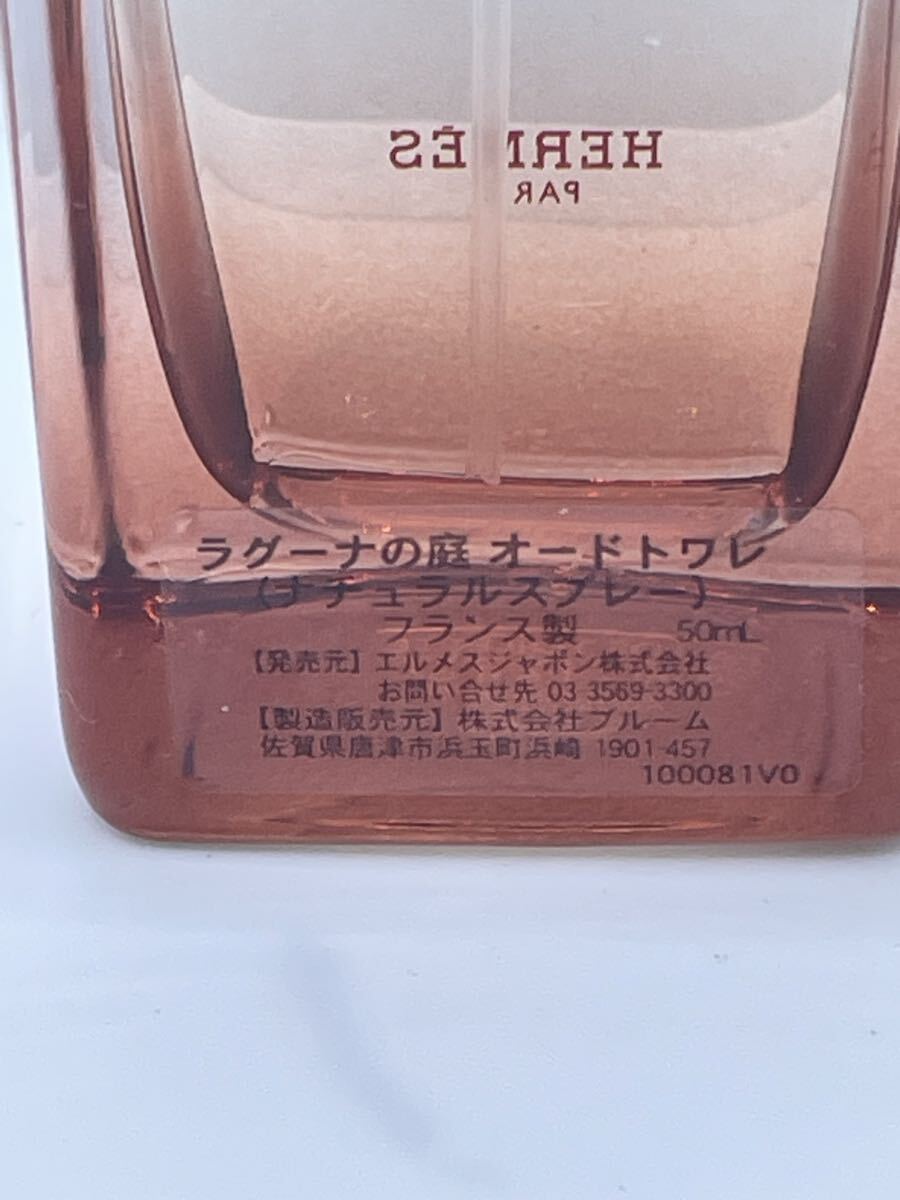 HERMÈS
PAR
ラグーナの庭 オードトワレ
(ナチュラルスプレー)
フランス製 50mL
【発売元】エルメスジャポン株式会社
お問い合せ先 03 3569-3300
【製造販売元】株式会社ブルーム
佐賀県唐津市浜玉町浜崎 1901-457
100081V0